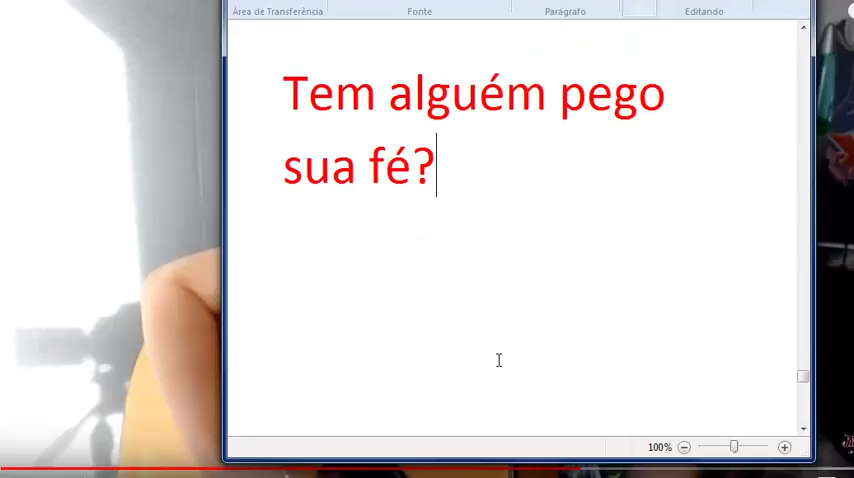 Área de Transferência Fonte Parágrafo Editando
Tem alguém pego
sua fé?
100%